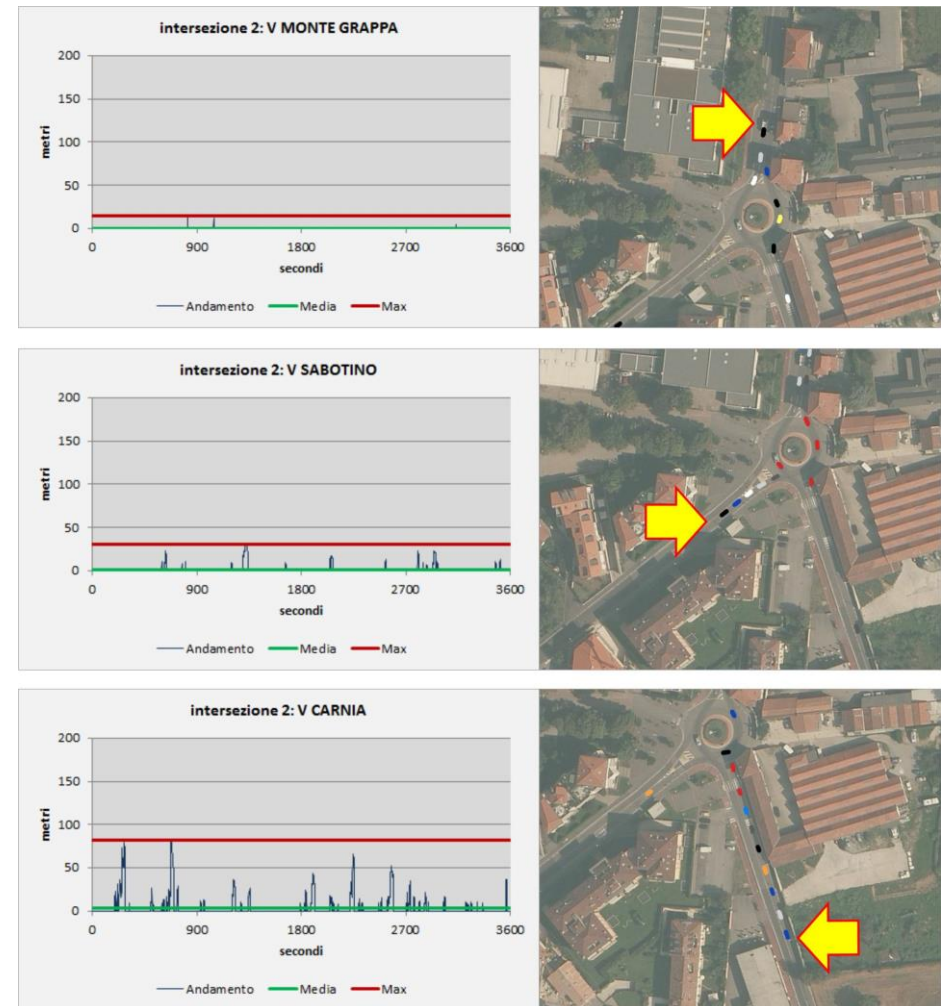 intersezione 2: V MONTE GRAPPA
200
150
100
50
0
metri
0 900 1800 2700 3600
secondi
Andamento Media Max
intersezione 2: V SABOTINO
200
150
100
50
0
metri
0 900 1800 2700 3600
secondi
Andamento Media Max
intersezione 2: V CARNIA
200
150
100
50
0
metri
0 900 1800 2700 3600
secondi
Andamento Media Max